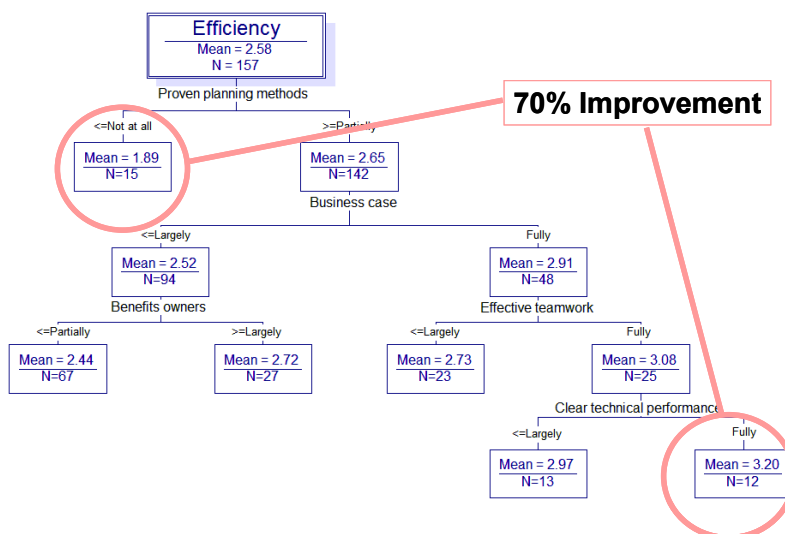 Efficiency
Mean = 2.58
N = 157
Proven planning methods
70% Improvement
<=Not at all
>=Partially
Mean = 1.89
N=15
Mean = 2.65
N=142
Business case
<=Largely
Fully
Mean = 2.52
N=94
Mean = 2.91
N=48
Benefits owners
Effective teamwork
<=Partially
>=Largely
<=Largely
Fully
Mean = 2.44
N=67
Mean = 2.72
N=27
Mean = 2.73
N=23
Mean = 3.08
N=25
Clear technical performance
<=Largely
Fully
Mean = 2.97
N=13
Mean = 3.20
N=12